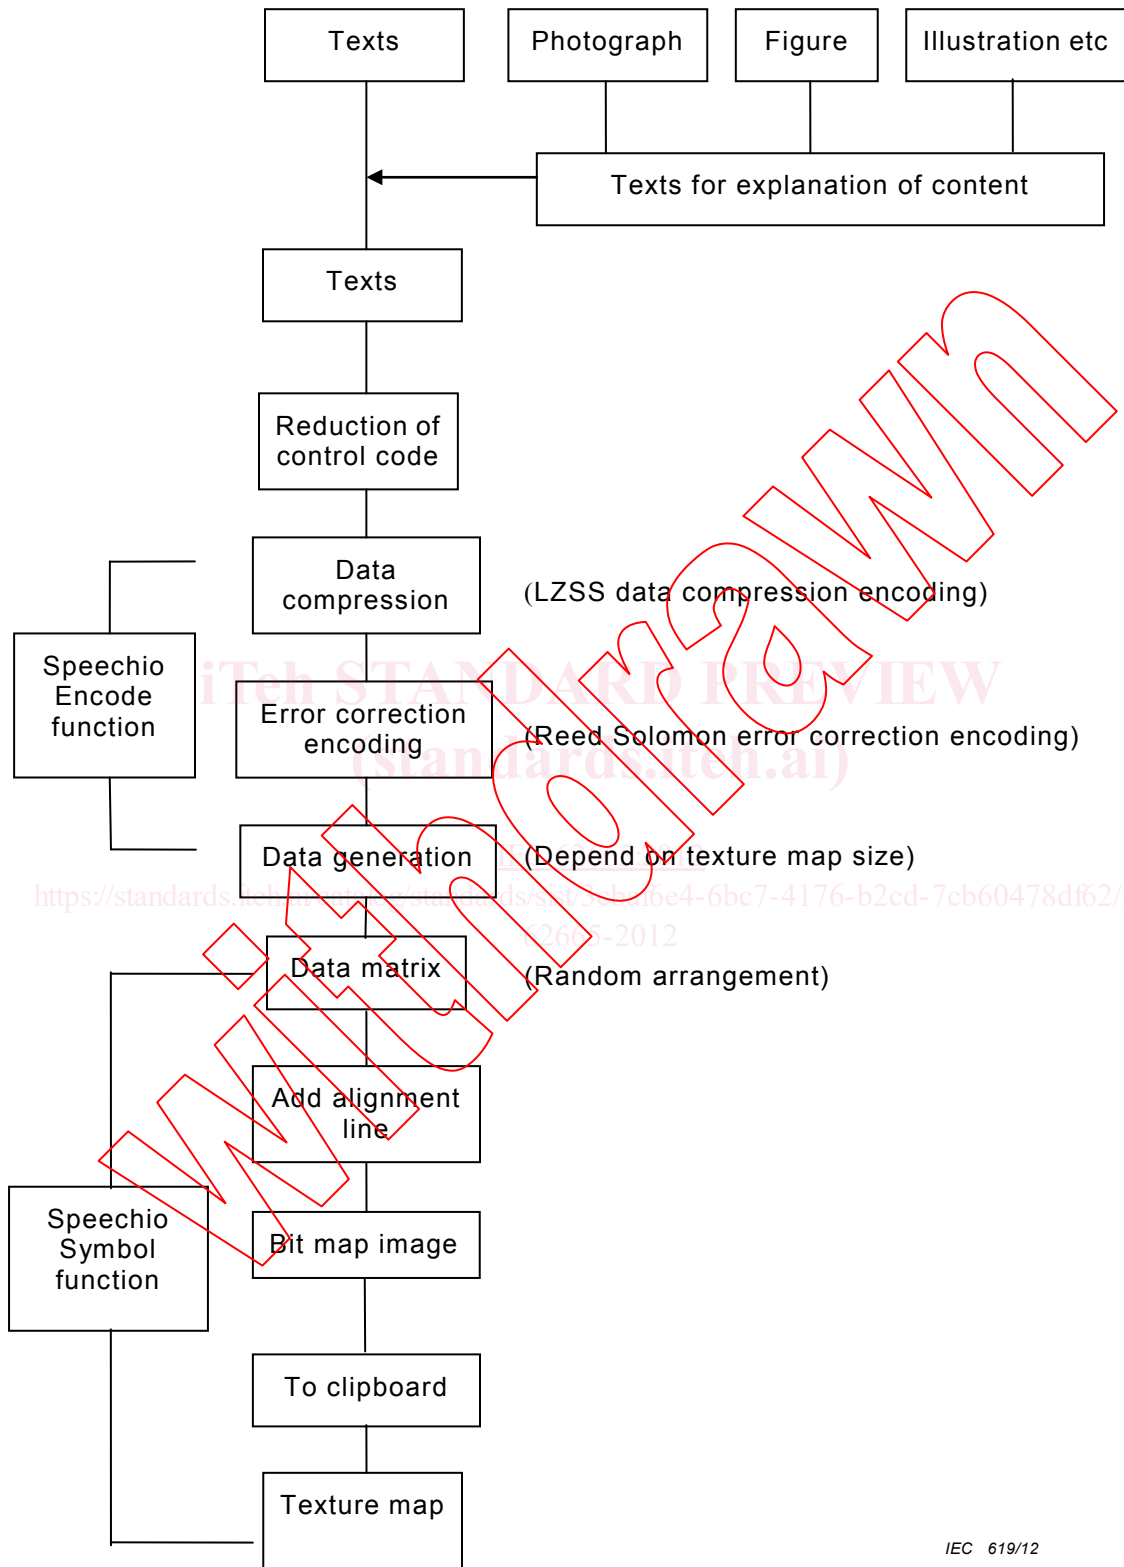 Texts
Photograph
Figure
Illustration etc
Texts for explanation of content
Texts
Reduction of
control code
Data
compression
(LZSS data compression encoding)
Speechio
Encode
function
iTeh STANDARD PREVIEW
Error correction
encoding
(Reed Solomon error correction encoding)
(standards.iteh.ai)
Data generation
(Depend on texture map size)
62665-2012
Data matrix
(Random arrangement)
Add alignment
line
Speechio
Symbol
function
Bit map image
To clipboard
Texture map
IEC 619/12
withdrawn